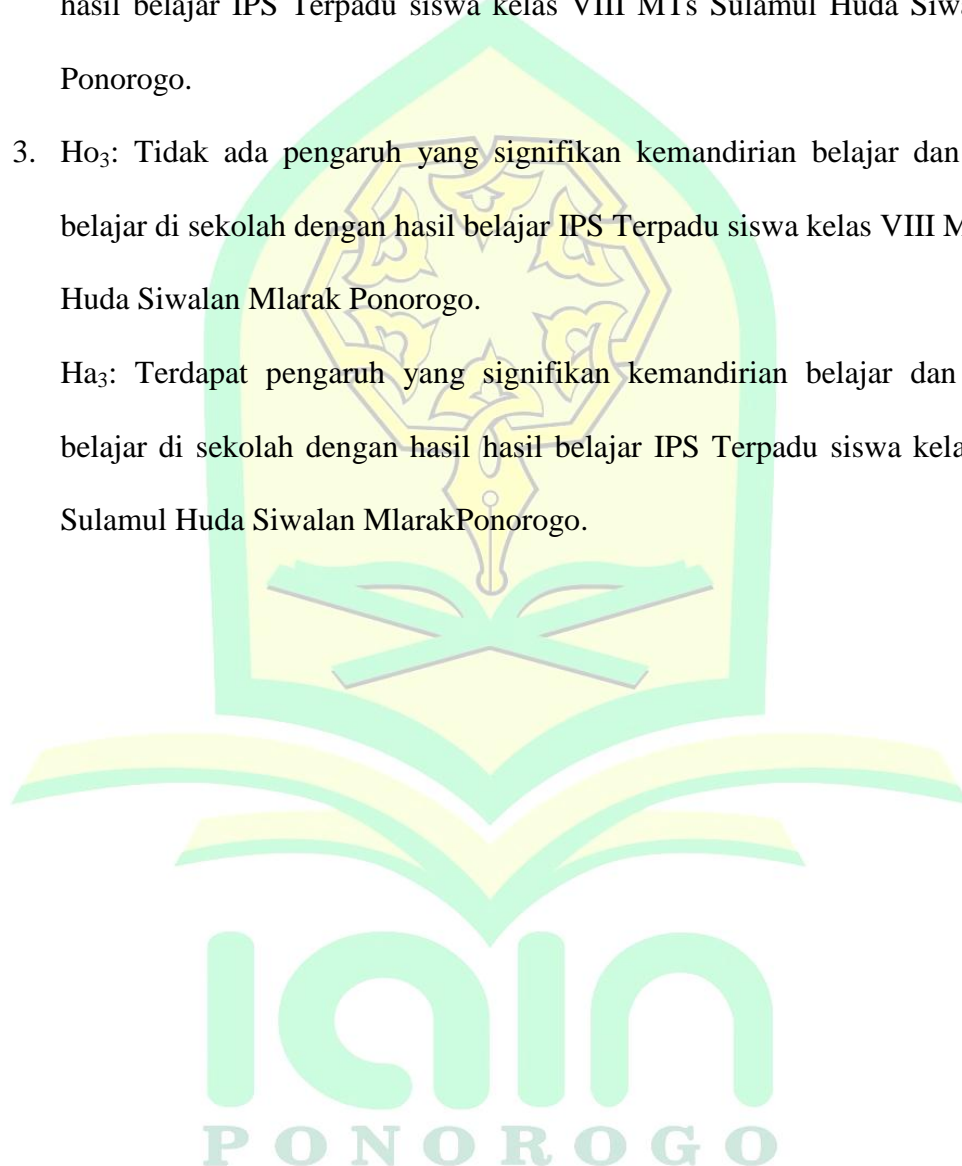 hasil belajar IPS Terpadu siswa kelas VIII MTs Sulamul Huda
Ponorogo.
3. Ho₃: Tidak ada pengaruh yang signifikan kemandirian belajar dan
belajar di sekolah dengan hasil belajar IPS Terpadu siswa kelas VIII
Huda Siwalan Mlarak Ponorogo.
Ha₃: Terdapat pengaruh yang signifikan kemandirian belajar dan
belajar di sekolah dengan hasil hasil belajar IPS Terpadu siswa
Sulamul Huda Siwalan MlarakPonorogo.
iain
PONOROGO